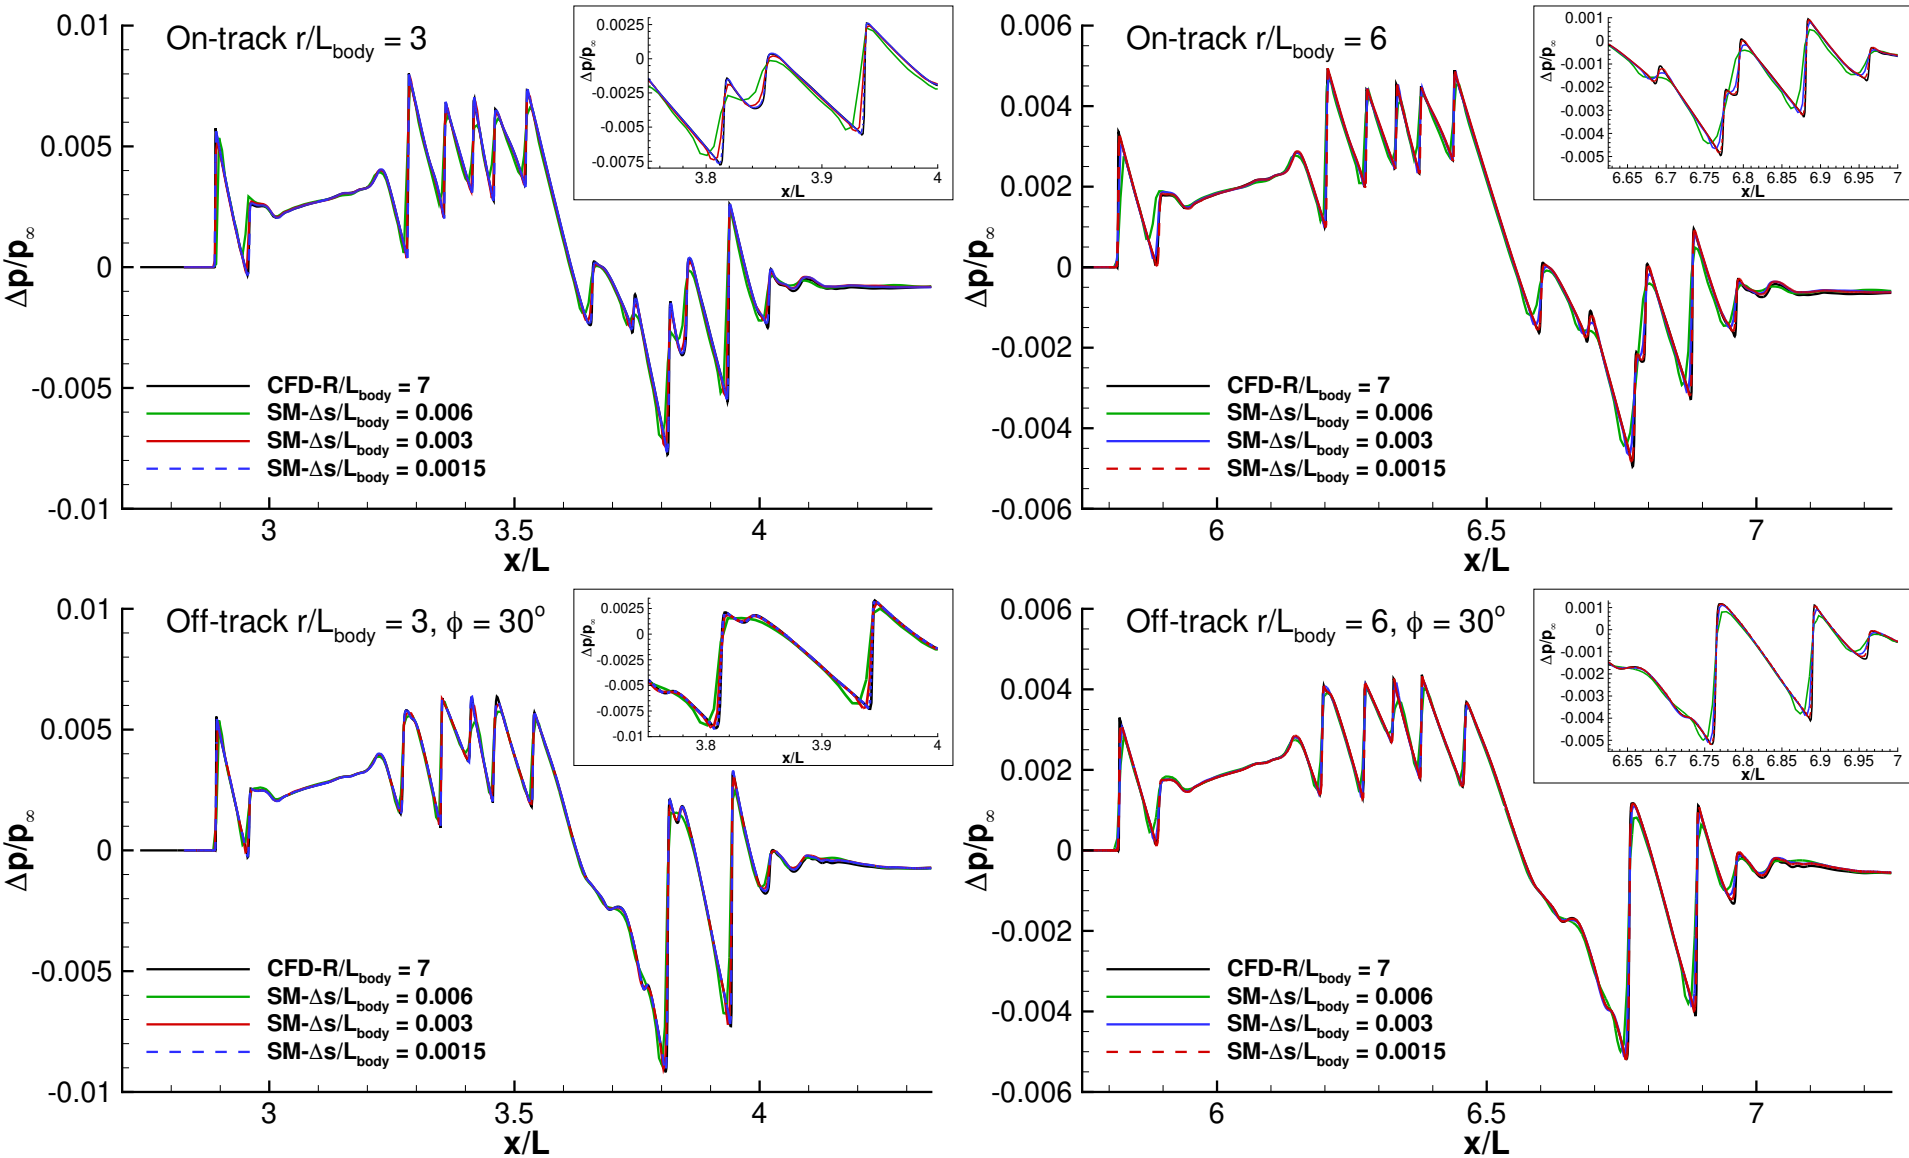 On-track r/L_body = 3
0.01
0.005
0
-0.005
-0.01
Δp/p∞
3
3.5
4
x/L
CFD-R/L_body = 7
SM-Δs/L_body = 0.006
SM-Δs/L_body = 0.003
SM-Δs/L_body = 0.0015
0.0025
0
-0.0025
-0.005
-0.0075
Δp/p∞
3.8
3.9
4
x/L
On-track r/L_body = 6
0.006
0.004
0.002
0
-0.002
-0.004
-0.006
Δp/p∞
6
6.5
7
x/L
CFD-R/L_body = 7
SM-Δs/L_body = 0.006
SM-Δs/L_body = 0.003
SM-Δs/L_body = 0.0015
0.001
0
-0.001
-0.002
-0.003
-0.004
-0.005
Δp/p∞
6.65 6.7 6.75 6.8 6.85 6.9 6.95 7
x/L
Off-track r/L_body = 3, ϕ = 30°
0.01
0.005
0
-0.005
-0.01
Δp/p∞
3
3.5
4
x/L
CFD-R/L_body = 7
SM-Δs/L_body = 0.006
SM-Δs/L_body = 0.003
SM-Δs/L_body = 0.0015
0.0025
0
-0.0025
-0.005
-0.0075
-0.01
Δp/p∞
3.8
3.9
4
x/L
Off-track r/L_body = 6, ϕ = 30°
0.006
0.004
0.002
0
-0.002
-0.004
-0.006
Δp/p∞
6
6.5
7
x/L
CFD-R/L_body = 7
SM-Δs/L_body = 0.006
SM-Δs/L_body = 0.003
SM-Δs/L_body = 0.0015
0.001
0
-0.001
-0.002
-0.003
-0.004
-0.005
Δp/p∞
6.65 6.7 6.75 6.8 6.85 6.9 6.95 7
x/L